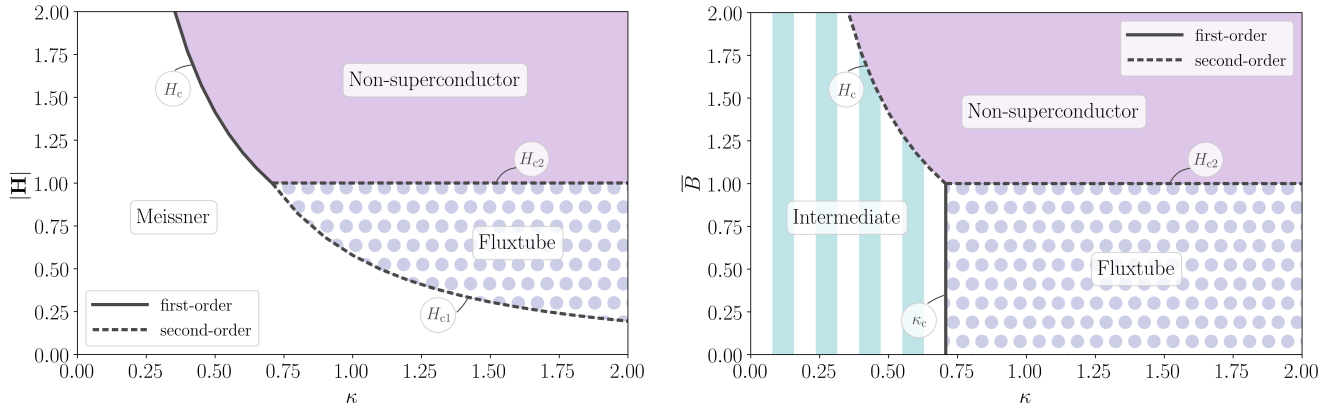 2.00
1.75
1.50
1.25
1.00
0.75
0.50
0.25
0.00
|H|
H_c
Non-superconductor
H_c2
Meissner
Fluxtube
H_c1
first-order
second-order
0.00 0.25 0.50 0.75 1.00 1.25 1.50 1.75 2.00
κ
2.00
1.75
1.50
1.25
1.00
0.75
0.50
0.25
0.00
B̅
first-order
second-order
H_c
Non-superconductor
H_c2
Intermediate
Fluxtube
κ_c
0.00 0.25 0.50 0.75 1.00 1.25 1.50 1.75 2.00
κ